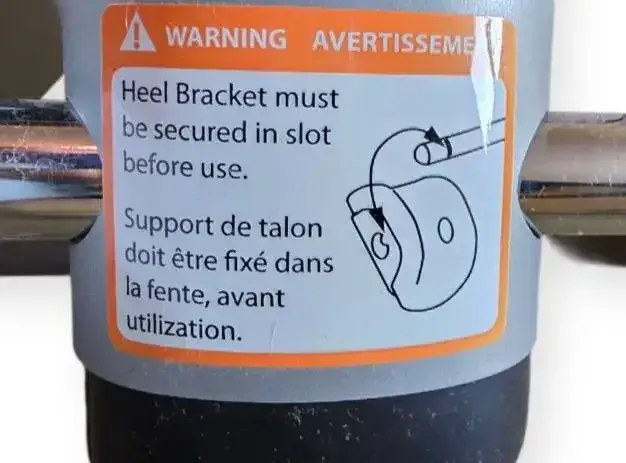 WARNING AVERTISSEME
Heel Bracket must
be secured in slot
before use.
Support de talon
doit être fixé dans
la fente, avant
utilization.